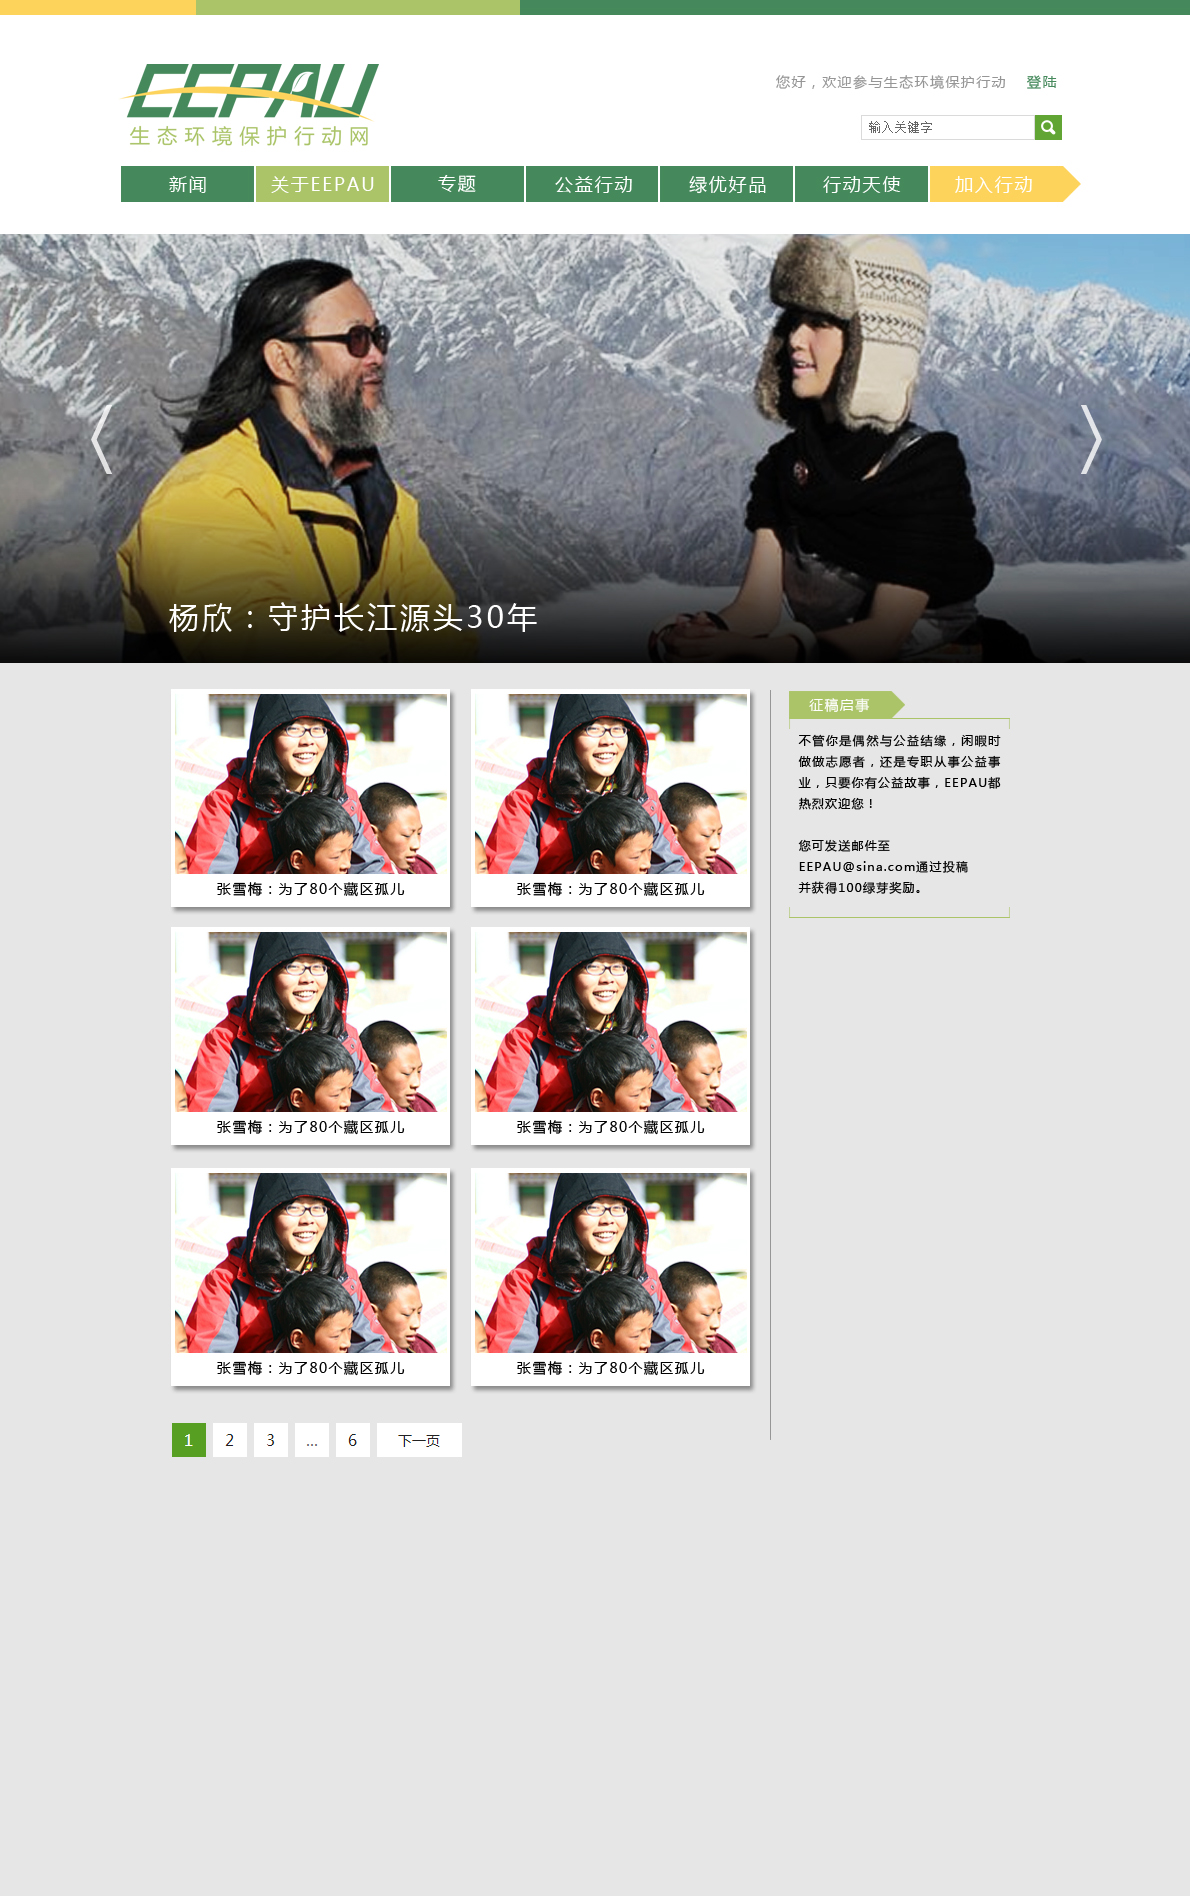 EEPAU
生态环境保护行动网
您好，欢迎参与生态环境保护行动 登陆
输入关键字
新闻 关于EEPAU 专题 公益行动 绿优好品 行动天使 加入行动
杨欣：守护长江源头30年
张雪梅：为了80个藏区孤儿 张雪梅：为了80个藏区孤儿
张雪梅：为了80个藏区孤儿 张雪梅：为了80个藏区孤儿
张雪梅：为了80个藏区孤儿 张雪梅：为了80个藏区孤儿
1 2 3 ... 6 下一页
征稿启事
不管你是偶然与公益结缘，闲暇时
做做志愿者，还是专职从事公益事
业，只要你有公益故事，EEPAU都
热烈欢迎您！
您可发送邮件至
EEPAU@sina.com通过投稿
并获得100绿芽奖励。